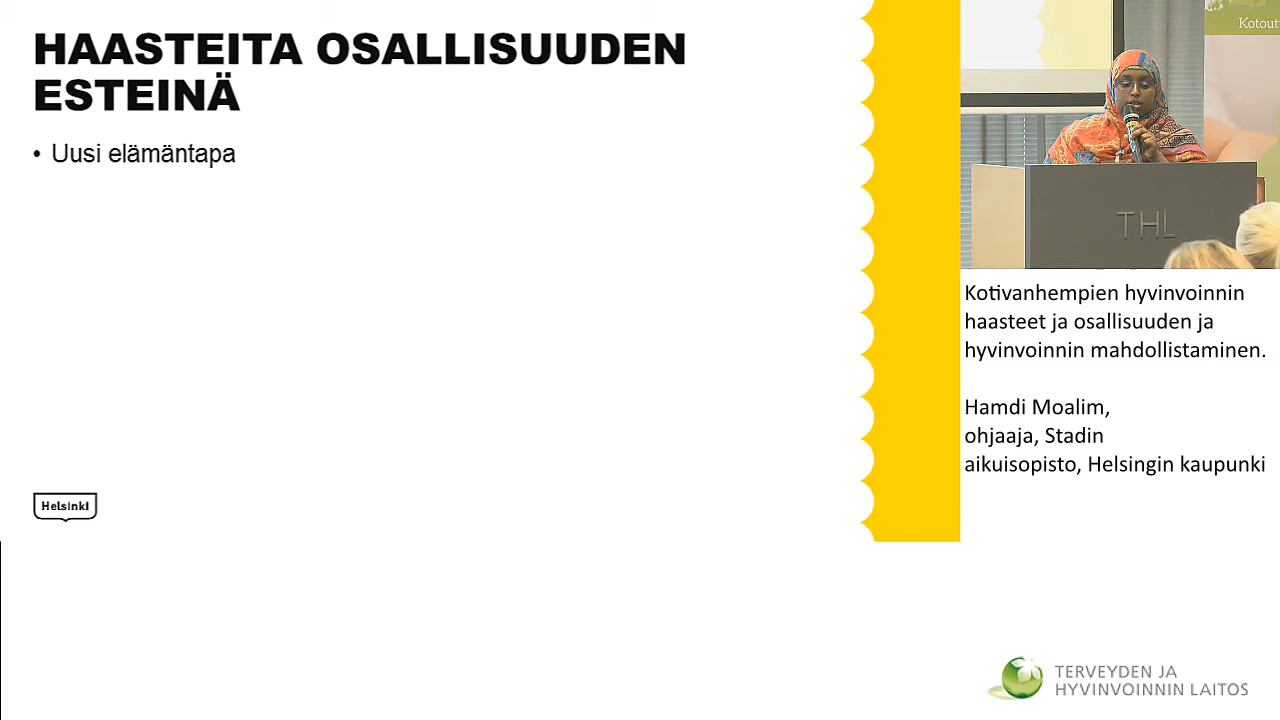 HAASTEITA OSALLISUUDEN
ESTEINÄ
• Uusi elämäntapa
Helsinki
Kotout
THL
Kotivanhempien hyvinvoinnin
haasteet ja osallisuuden ja
hyvinvoinnin mahdollistaminen.
Hamdi Moalim,
ohjaaja, Stadin
aikuisopisto, Helsingin kaupunki
TERVEYDEN JA
HYVINVOINNIN LAITOS